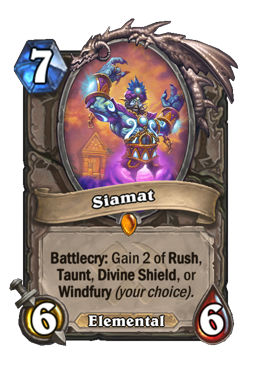 7
Siamat
Battlecry: Gain 2 of Rush,
Taunt, Divine Shield, or
Windfury (your choice).
6 Elemental 6